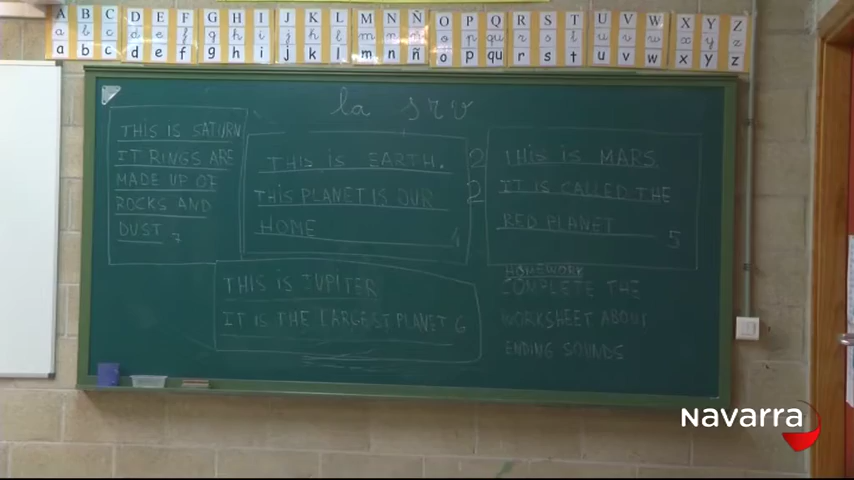 A B C
a b c
a b c
D E F
d e f
d e f
G H I
g h i
g h i
J K L
j k l
j k l
M N Ñ
m n ñ
m n ñ
O P Q
o p qu
o p qu
R S T
r s t
r s t
U V W
u v w
u v w
X Y Z
x y z
x y z
la srv
THIS IS SATURN
IT RINGS ARE
MADE UP OF
ROCKS AND
DUST 7
THIS IS EARTH. 2
THIS PLANET IS OUR 2
HOME 4
THIS IS MARS.
IT IS CALLED THE
RED PLANET 5
THIS IS JUPITER
IT IS THE LARGEST PLANET 6
HOMEWORK
COMPLETE THE
WORKSHEET ABOUT
ENDING SOUNDS
NAVARRA